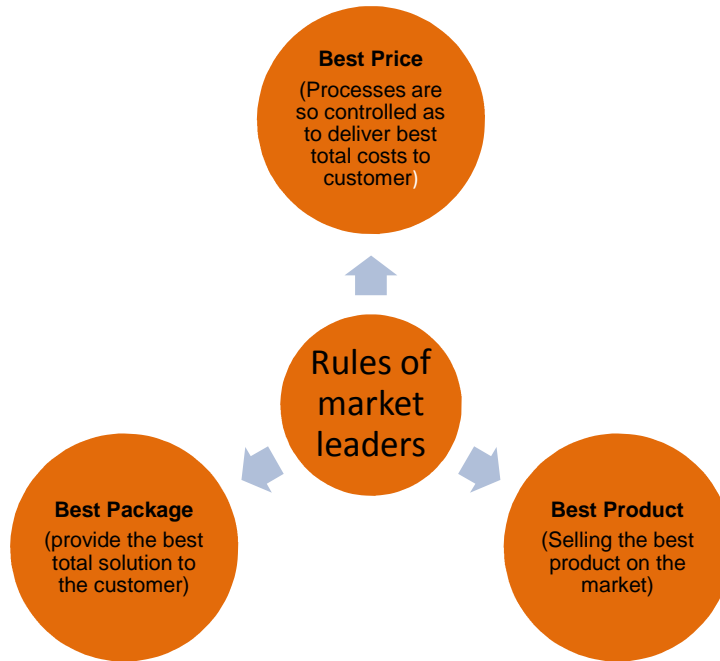 Best Price
(Processes are
so controlled as
to deliver best
total costs to
customer)
Rules of
market
leaders
Best Package
(provide the best
total solution to
the customer)
Best Product
(Selling the best
product on the
market)